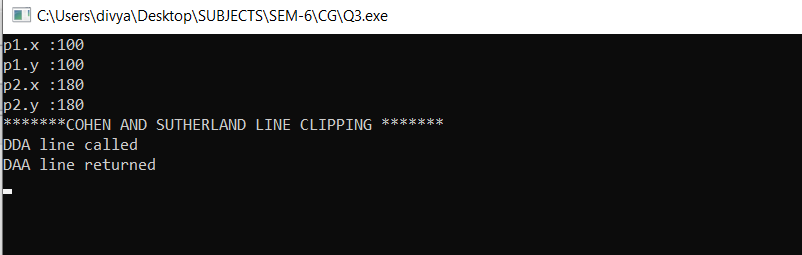 C:\Users\divya\Desktop\SUBJECTS\SEM-6\CG\Q3.exe
p1.x :100
p1.y :100
p2.x :180
p2.y :180
*******COHEN AND SUTHERLAND LINE CLIPPING *******
DDA line called
DAA line returned